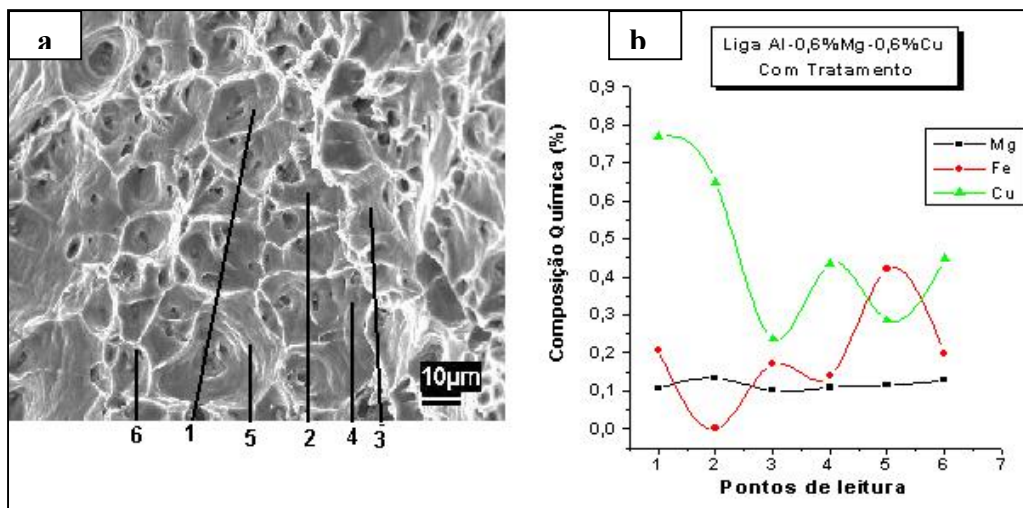 a
10µm
6 1 5 2 4 3
b
Liga Al-0,6%Mg-0,6%Cu
Com Tratamento
Mg
Fe
Cu
Composição Química (%)
0,9
0,8
0,7
0,6
0,5
0,4
0,3
0,2
0,1
0,0
1 2 3 4 5 6 7
Pontos de leitura